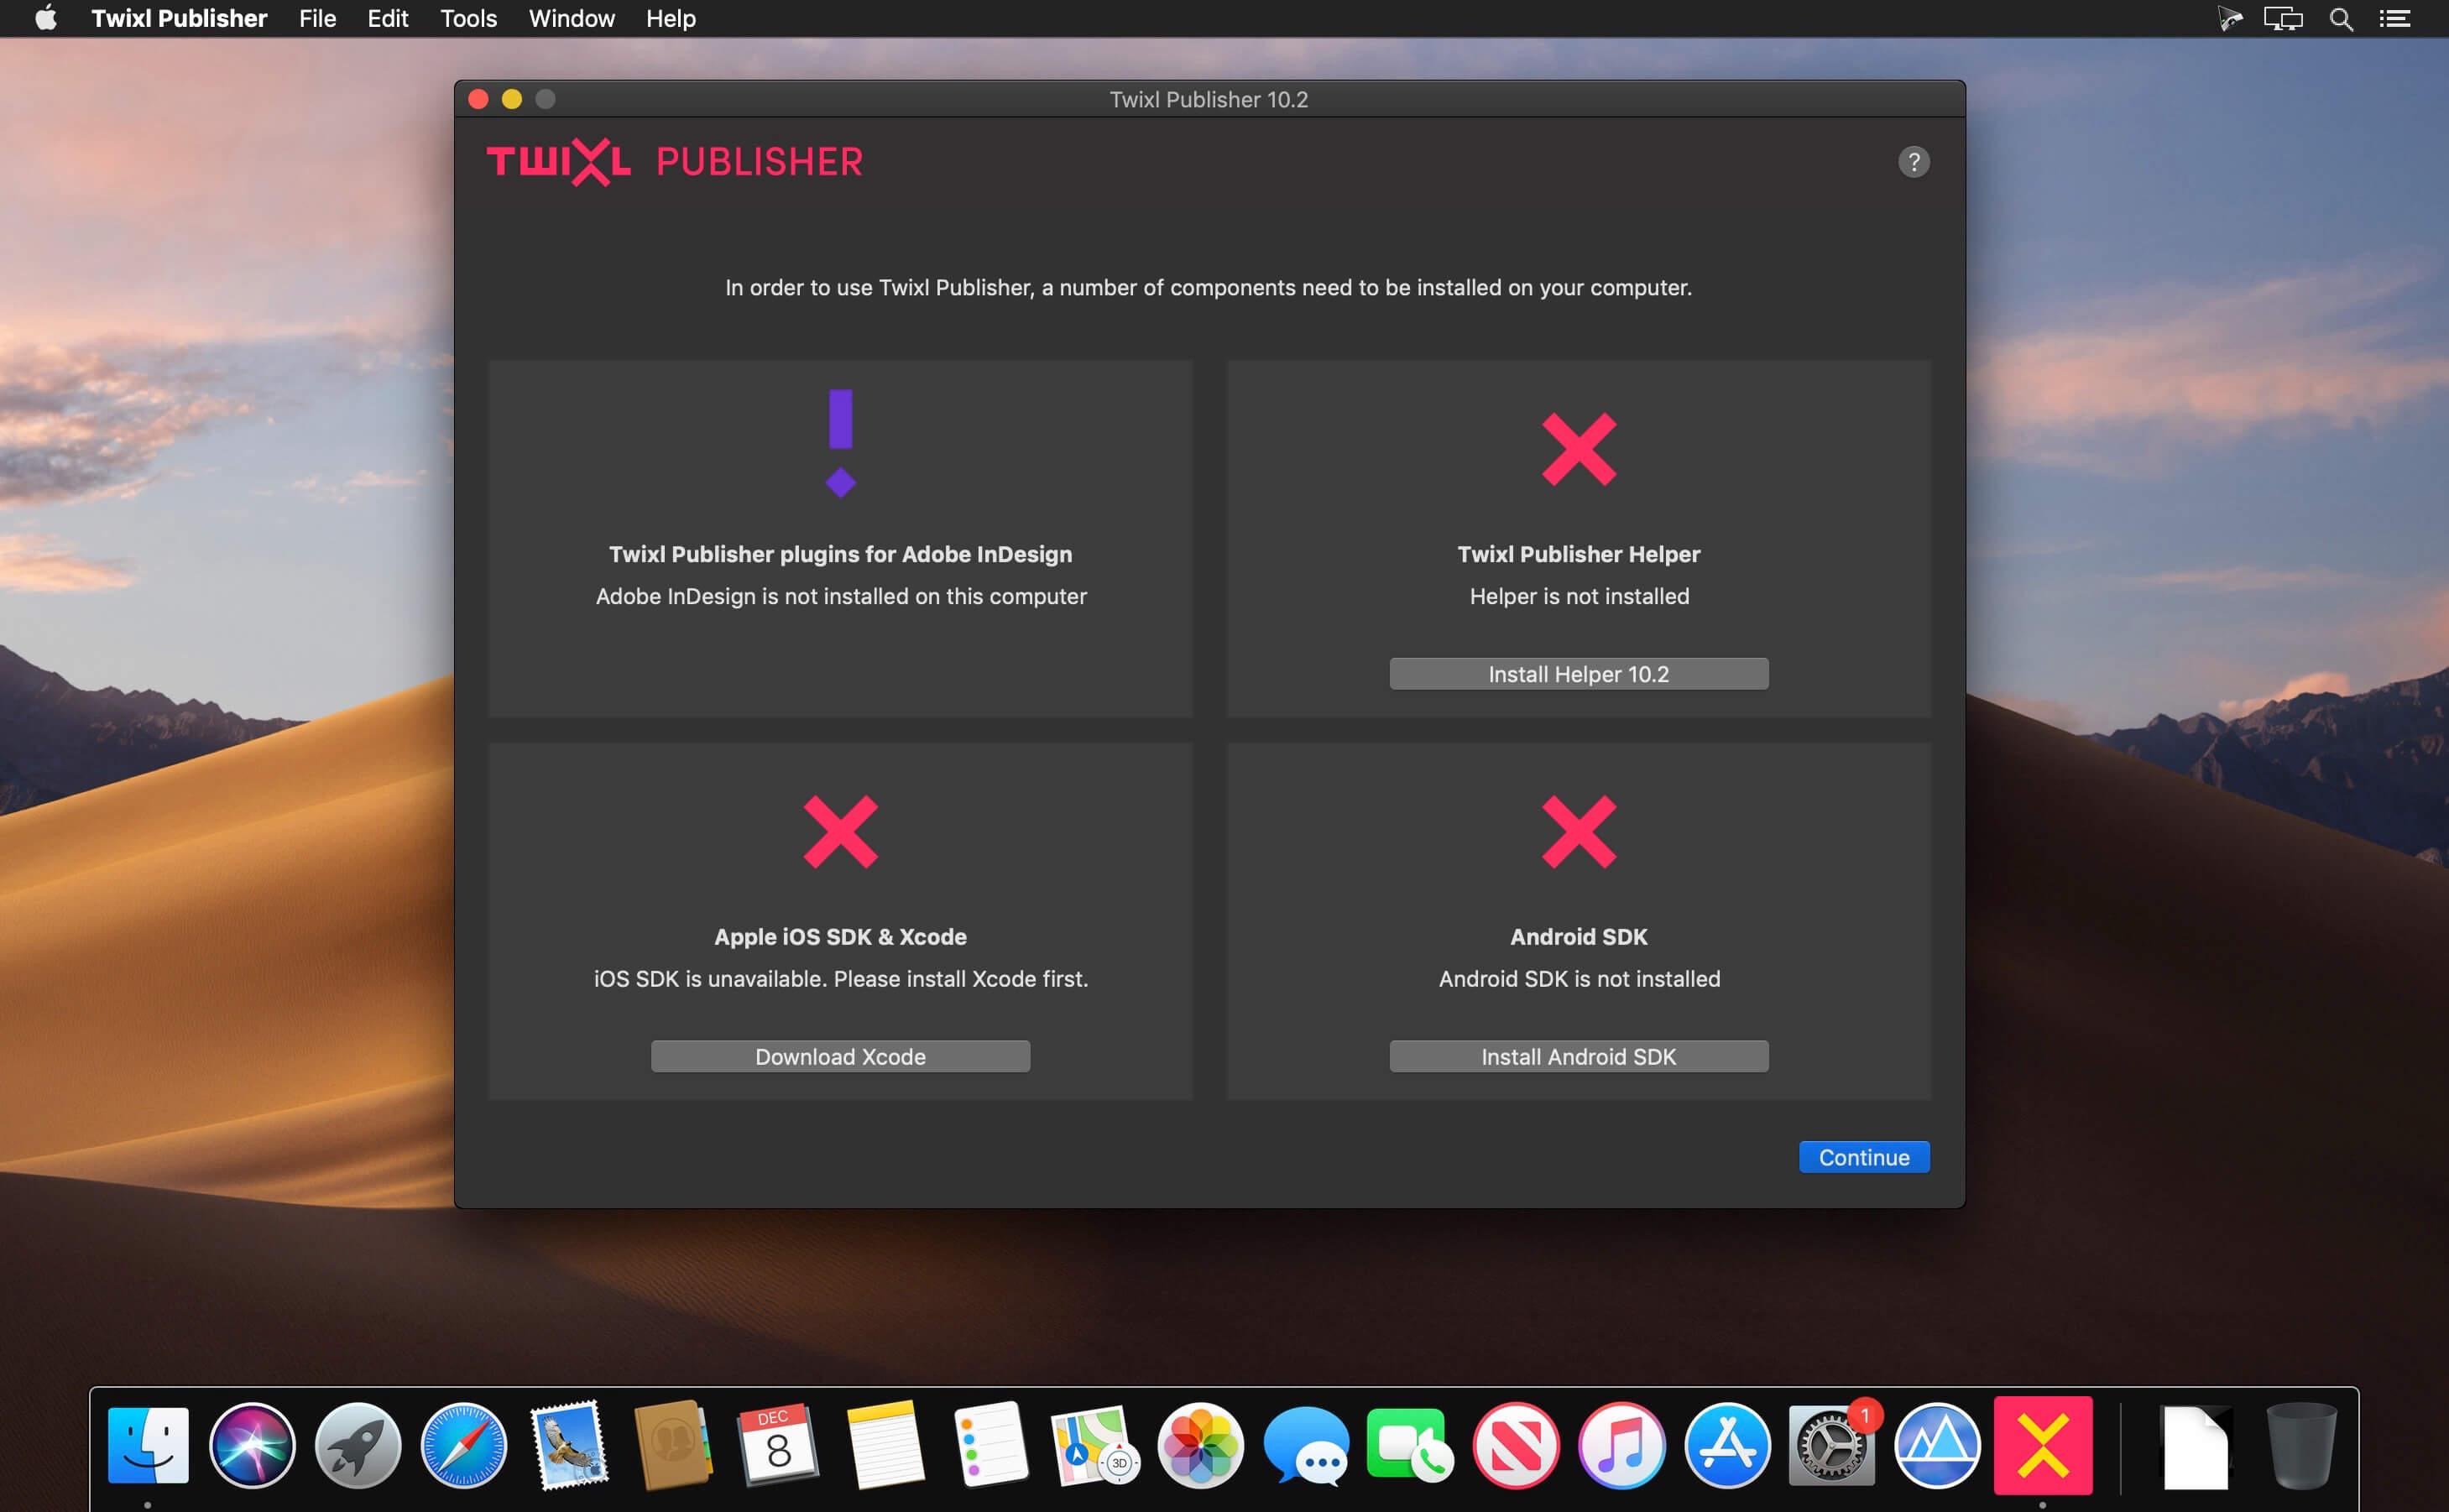 Twixl Publisher File Edit Tools Window Help
Twixl Publisher 10.2
TWIXL PUBLISHER
?
In order to use Twixl Publisher, a number of components need to be installed on your computer.
Twixl Publisher plugins for Adobe InDesign
Adobe InDesign is not installed on this computer
Twixl Publisher Helper
Helper is not installed
Install Helper 10.2
Apple iOS SDK & Xcode
iOS SDK is unavailable. Please install Xcode first.
Download Xcode
Android SDK
Android SDK is not installed
Install Android SDK
Continue
DEC
8
3D
1